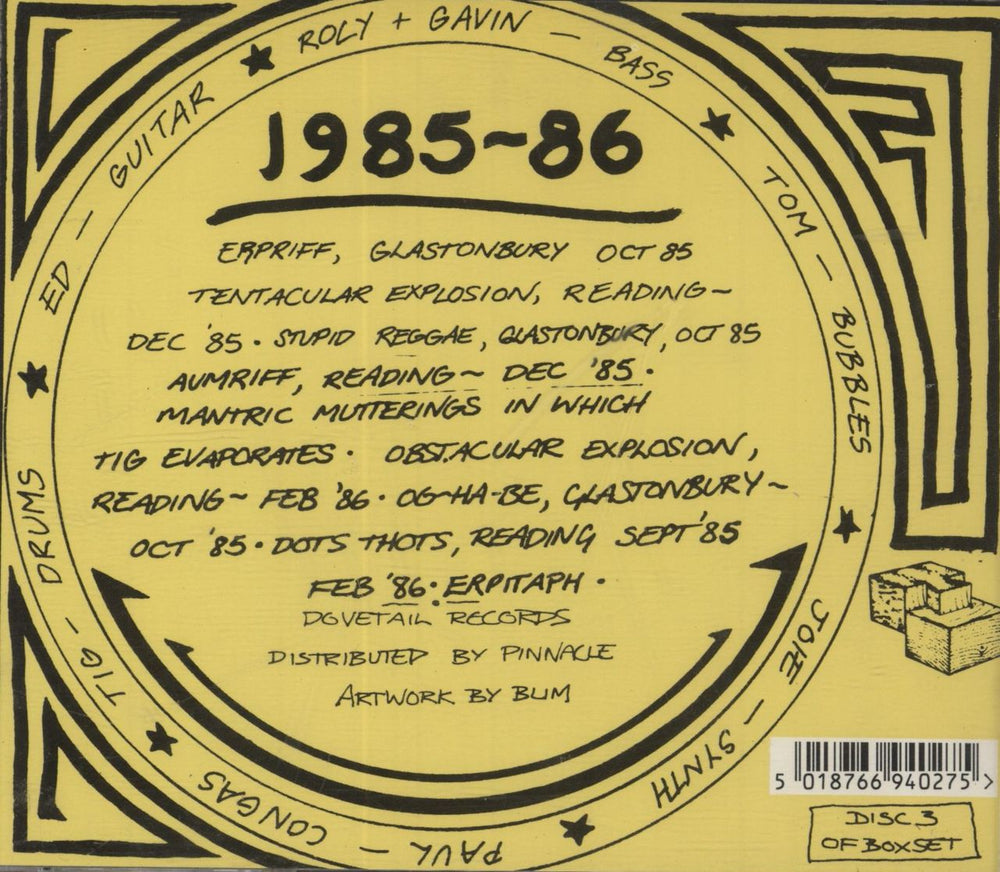 ROLY + GAVIN — BASS
TOM — BUBBLES
JOIE — SYNTH
PAUL — CONGAS
TIG — DRUMS
ED — GUITAR
1985~86
ERPRIFF, GLASTONBURY OCT 85
TENTACULAR EXPLOSION, READING~
DEC '85 • STUPID REGGAE, GLASTONBURY, OCT 85
AUMRIFF, READING~ DEC '85 •
MANTRIC MUTTERINGS IN WHICH
TIG EVAPORATES • OBSTACULAR EXPLOSION,
READING~ FEB '86 • OG-HA-BE, GLASTONBURY~
OCT '85 • DOTS THOTS, READING SEPT '85
FEB '86 • ERPITAPH •
DOVETAIL RECORDS
DISTRIBUTED BY PINNACLE
ARTWORK BY BLIM
5 018766 940275 >
DISC 3
OF BOXSET